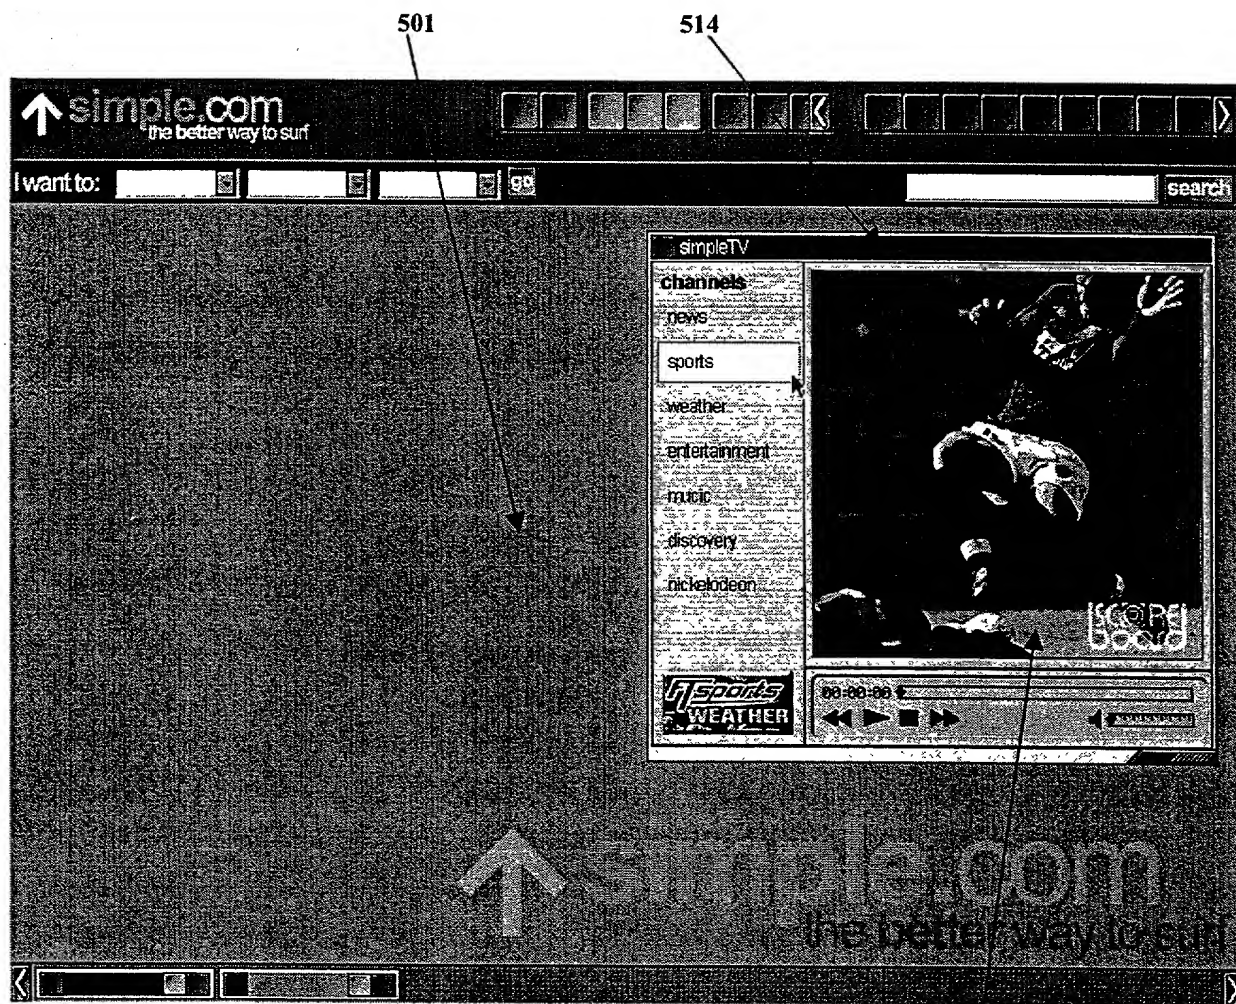 501
514
simple.com
the better way to surf
I want to:
go
search
simpleTV
channels
news
sports
weather
entertainment
music
discovery
nickelodeon
SCORE
board
sports
WEATHER
00:00:00
simple.com
the better way to surf